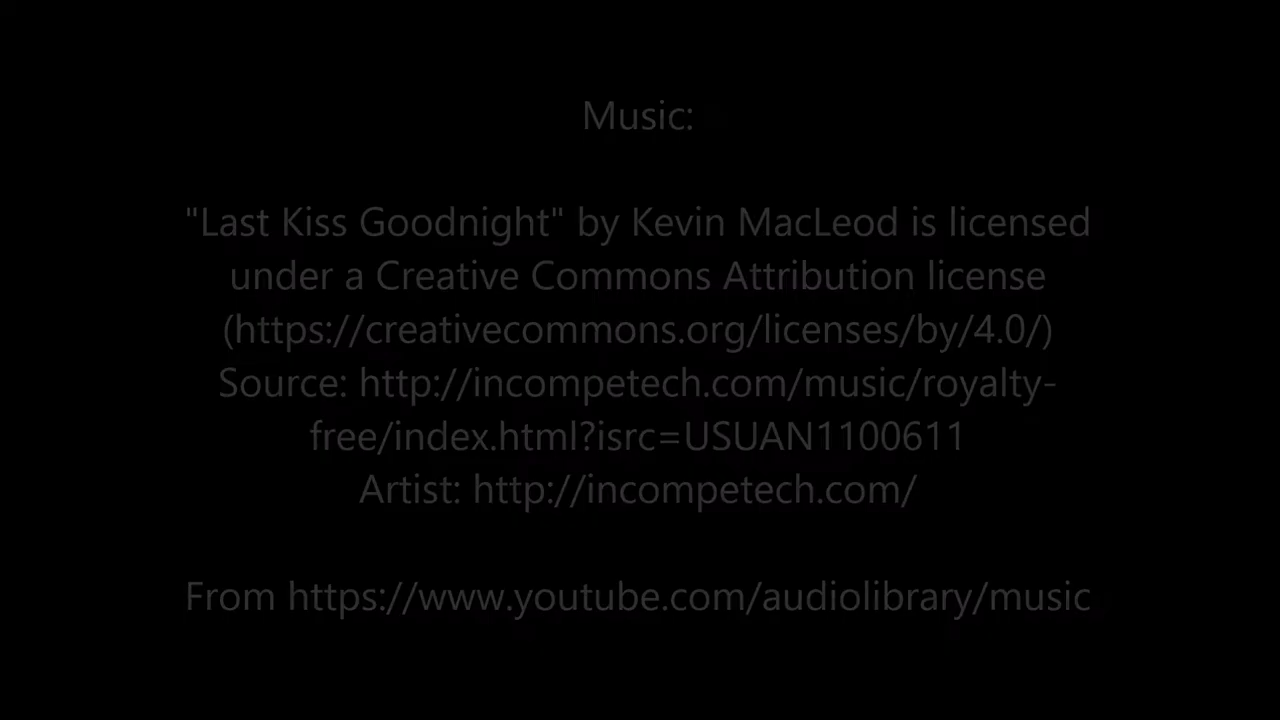 Music:
"Last Kiss Goodnight" by Kevin MacLeod is licensed
under a Creative Commons Attribution license
(https://creativecommons.org/licenses/by/4.0/)
Source: http://incompetech.com/music/royalty-
free/index.html?isrc=USUAN1100611
Artist: http://incompetech.com/
From https://www.youtube.com/audiolibrary/music